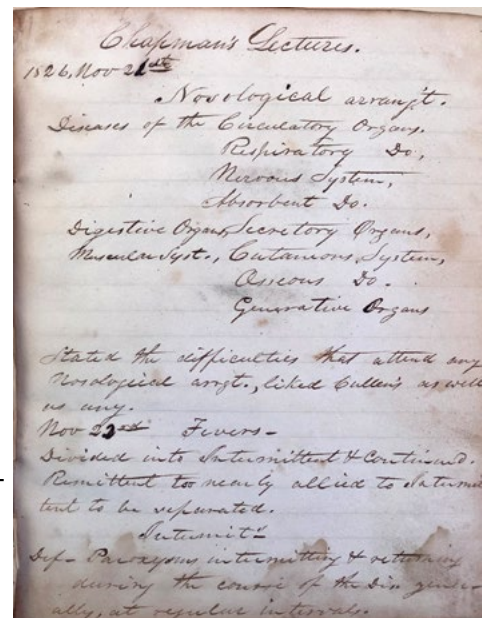 Chapman's Lectures.
1826, Nov 21st
Nosological arrangt.
Diseases of the Circulatory Organs.
Respiratory Do.,
Nervous System,
Absorbent Do.
Digestive Organs, Secretory Organs,
Muscular Syst., Cutaneous System,
Osseous Do.
Generative Organs
Stated the difficulties that attend any
Nosological arrgt., liked Cullen's as well
as any.
Nov 22nd Fevers-
Divided into Intermittent & Continued.
Remittent too nearly allied to Intermit
tent to be separated.
Intermitt
Def- Paroxysms intermitting & returning
during the course of the Dis. gener-
ally, at regular intervals.